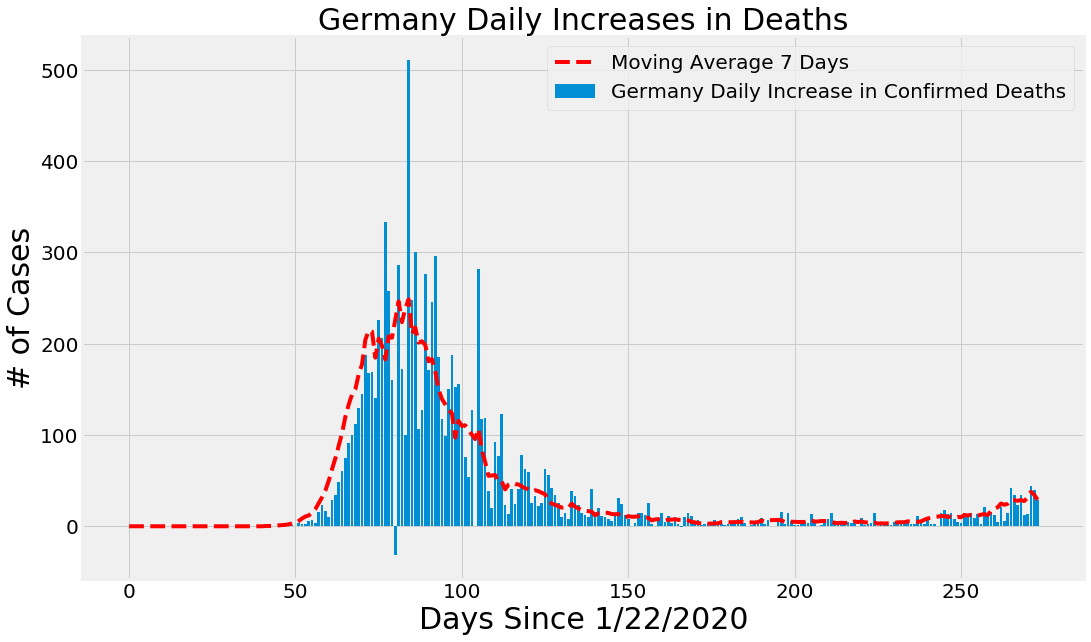 Germany Daily Increases in Deaths
Moving Average 7 Days
Germany Daily Increase in Confirmed Deaths
# of Cases
500
400
300
200
100
0
0 50 100 150 200 250
Days Since 1/22/2020